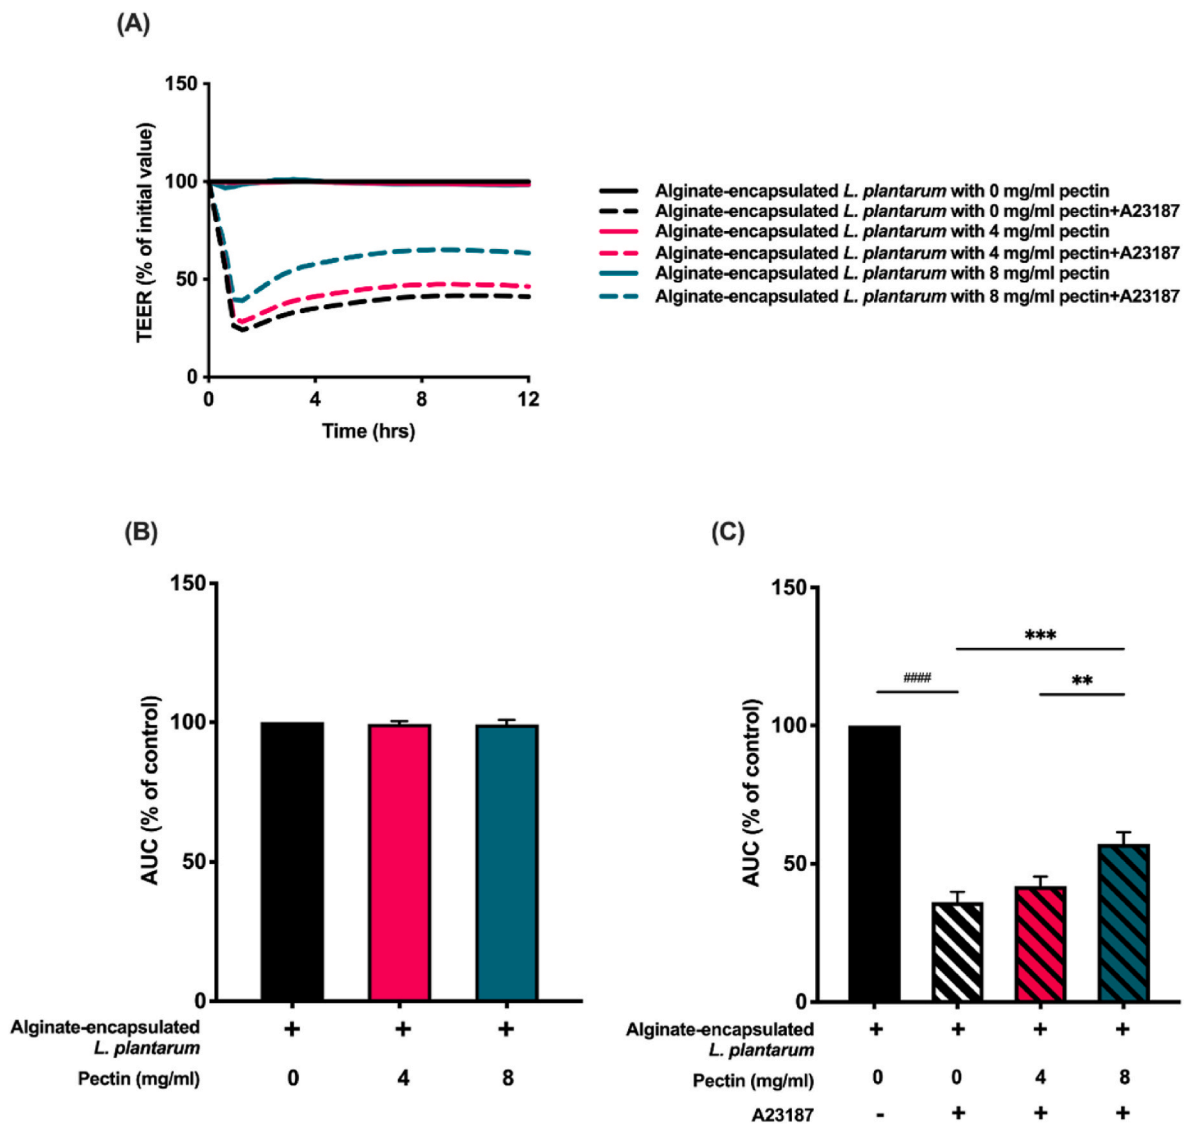 (A)
150
100
50
0
TEER (% of initial value)
0 4 8 12
Time (hrs)
Alginate-encapsulated L. plantarum with 0 mg/ml pectin
Alginate-encapsulated L. plantarum with 0 mg/ml pectin+A23187
Alginate-encapsulated L. plantarum with 4 mg/ml pectin
Alginate-encapsulated L. plantarum with 4 mg/ml pectin+A23187
Alginate-encapsulated L. plantarum with 8 mg/ml pectin
Alginate-encapsulated L. plantarum with 8 mg/ml pectin+A23187
(B)
150
100
50
0
AUC (% of control)
Alginate-encapsulated + + +
L. plantarum
Pectin (mg/ml) 0 4 8
(C)
150
100
50
0
AUC (% of control)
***
####
**
Alginate-encapsulated + + + +
L. plantarum
Pectin (mg/ml) 0 0 4 8
A23187 - + + +